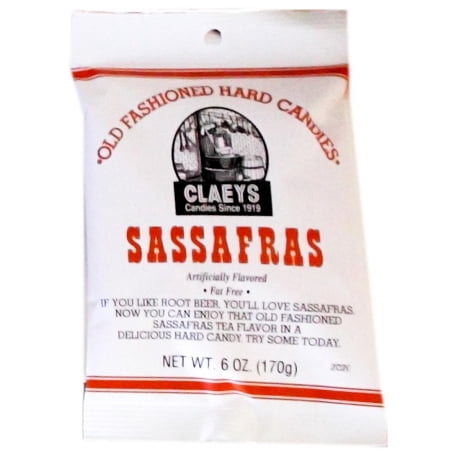 •OLD FASHIONED HARD CANDIES•
CLAEYS
Candies Since 1919
SASSAFRAS
Artificially Flavored
• Fat Free •
IF YOU LIKE ROOT BEER, YOU'LL LOVE SASSAFRAS.
NOW YOU CAN ENJOY THAT OLD FASHIONED
SASSAFRAS TEA FLAVOR IN A
DELICIOUS HARD CANDY. TRY SOME TODAY.
NET WT. 6 OZ. (170g)